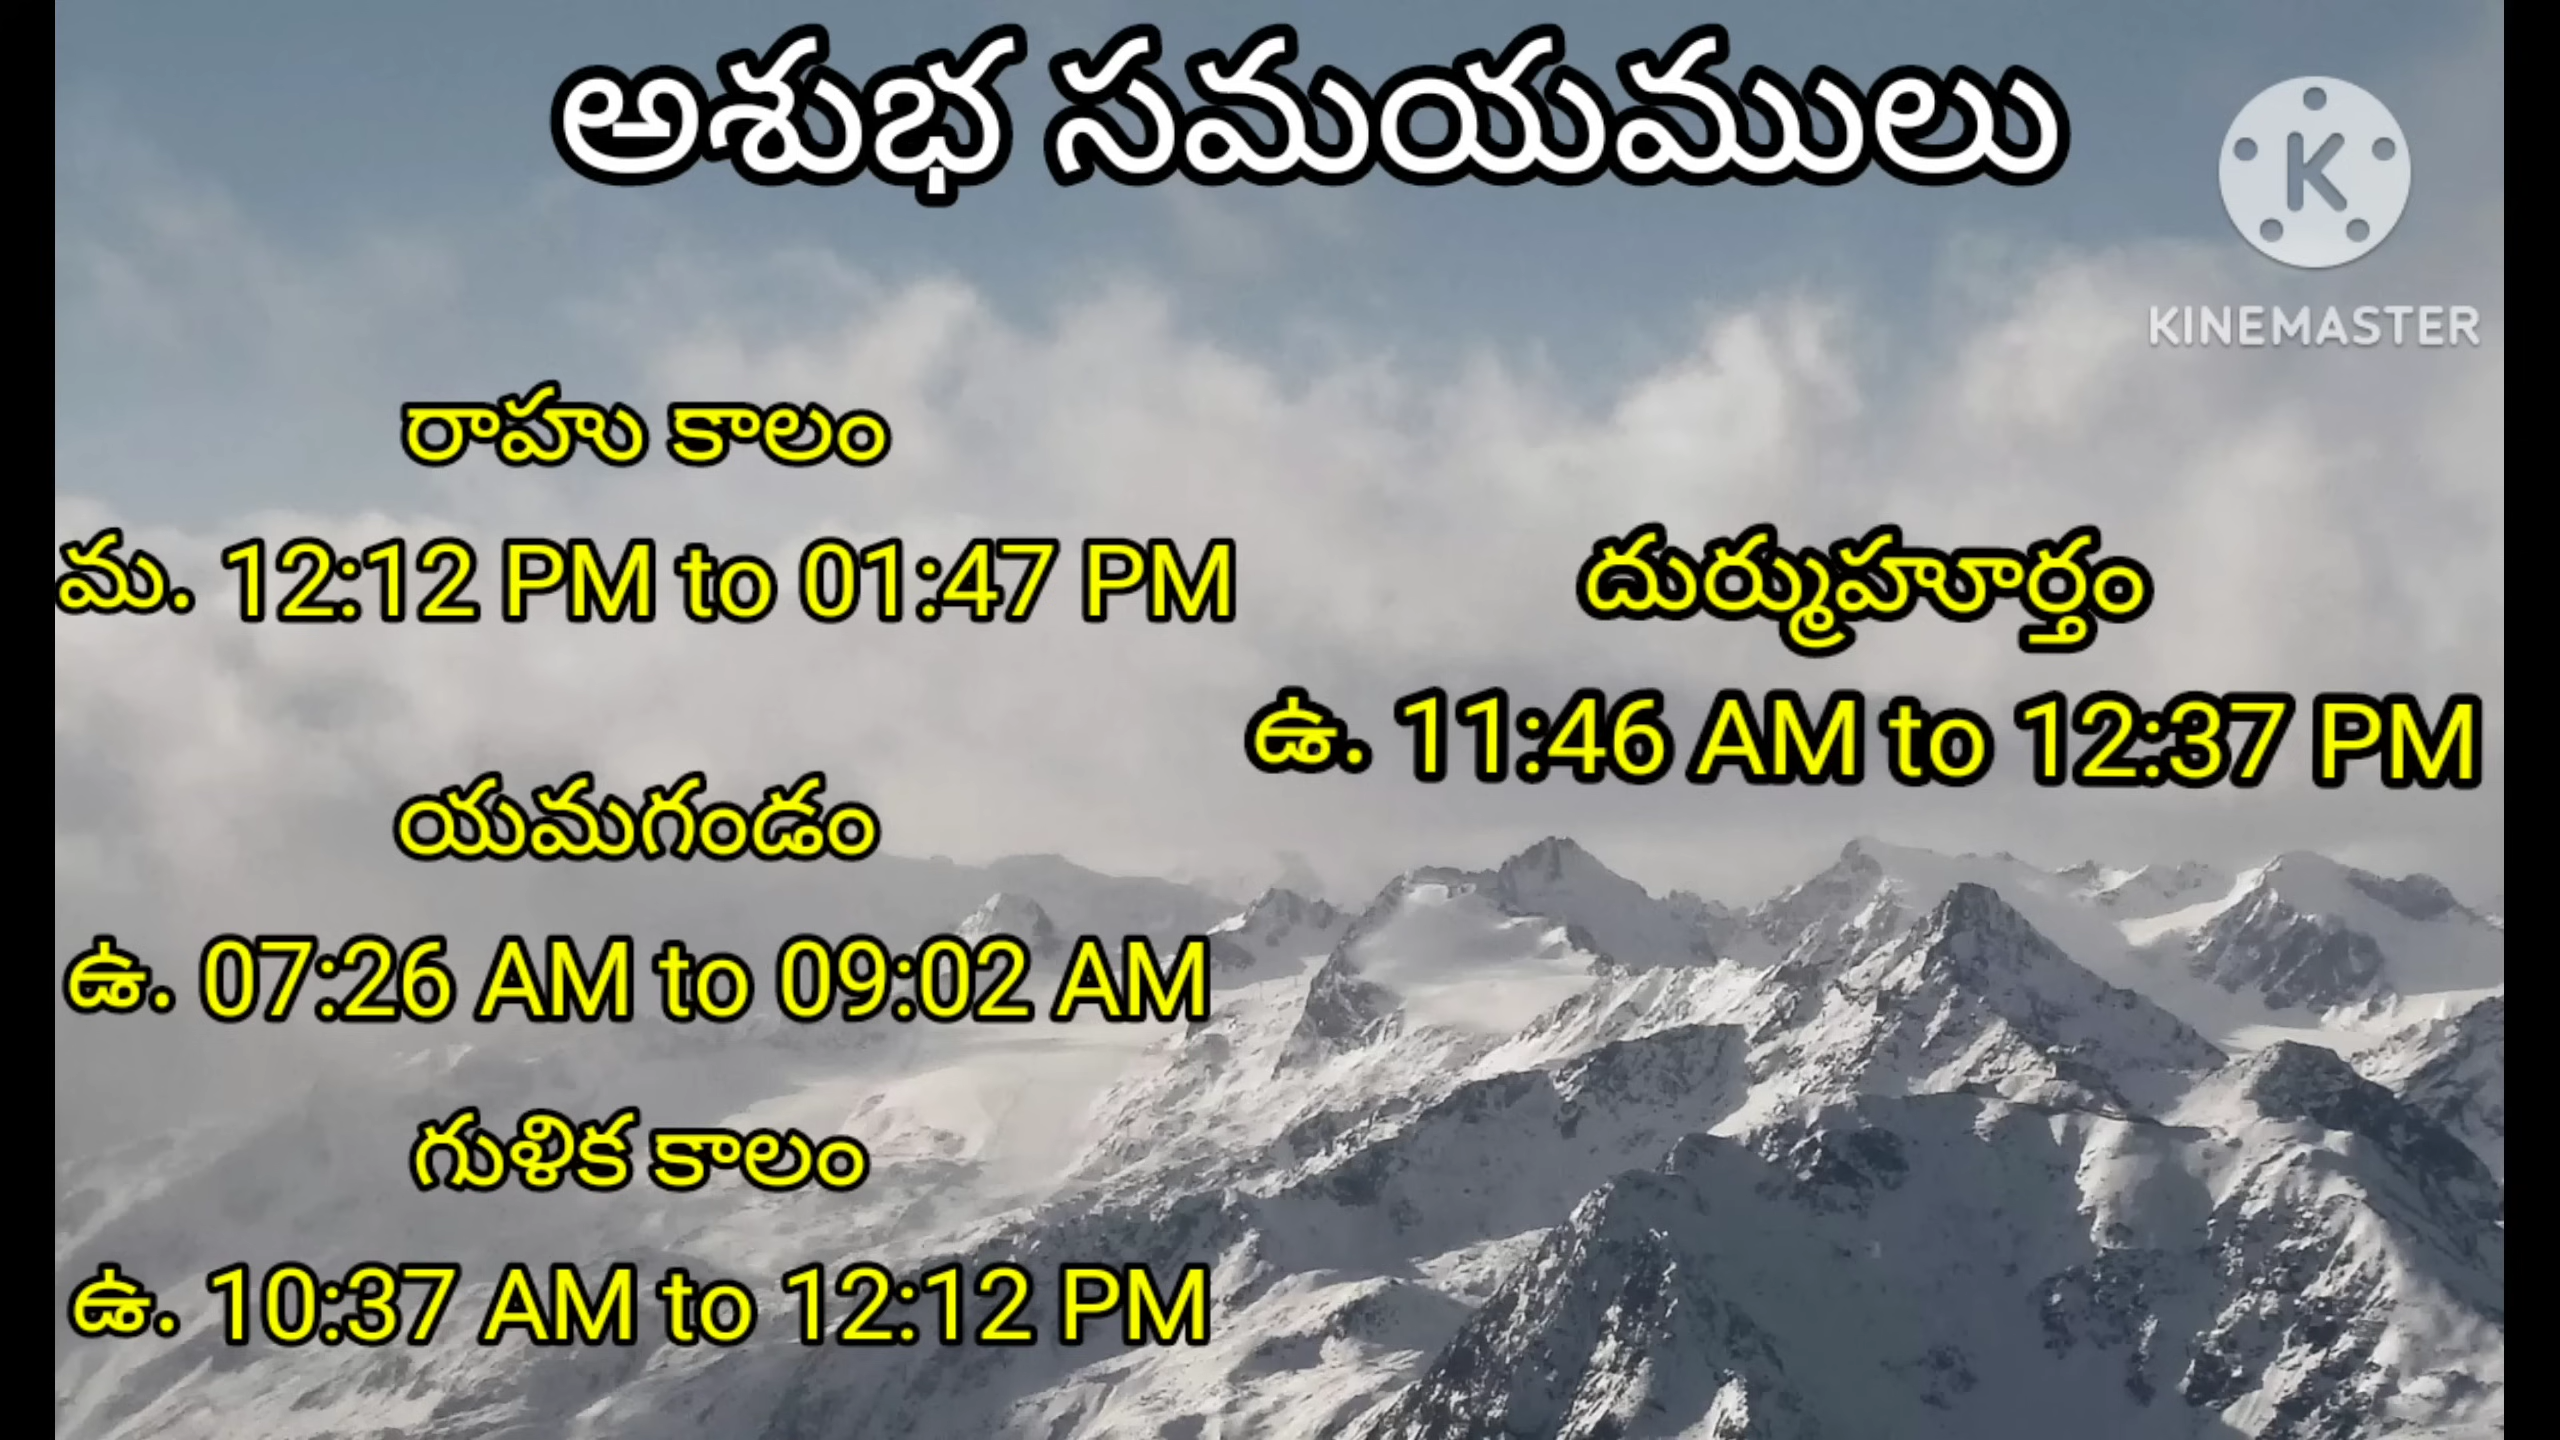 అశుభ సమయములు
KINEMASTER
రాహు కాలం
మ. 12:12 PM to 01:47 PM
యమగండం
ఉ. 07:26 AM to 09:02 AM
గుళిక కాలం
ఉ. 10:37 AM to 12:12 PM
దుర్ముహూర్తం
ఉ. 11:46 AM to 12:37 PM